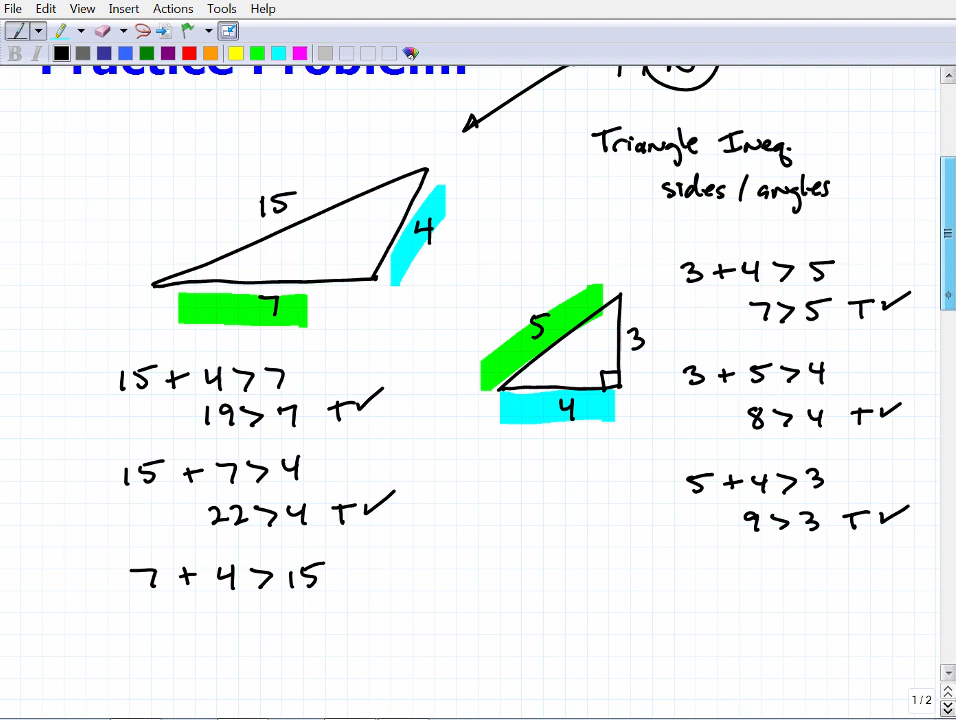 File Edit View Insert Actions Tools Help
B I
Practice Problem:
Triangle Ineq.
sides / angles
15
4
7
5
3
4
15 + 4 > 7
19 > 7 T✓
15 + 7 > 4
22 > 4 T✓
7 + 4 > 15
3 + 4 > 5
7 > 5 T✓
3 + 5 > 4
8 > 4 T✓
5 + 4 > 3
9 > 3 T✓
1 / 2